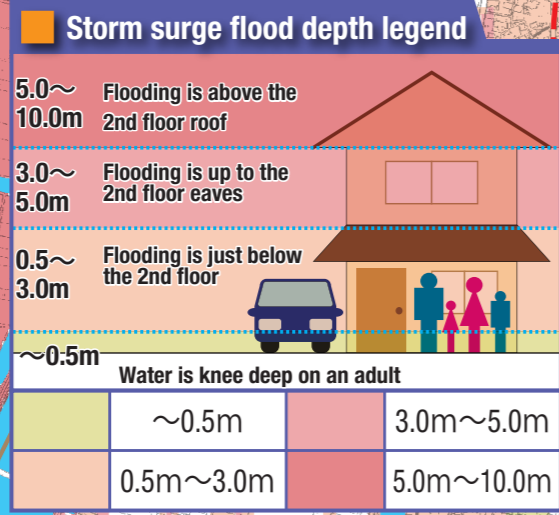 Storm surge flood depth legend
5.0～
10.0m
Flooding is above the
2nd floor roof
3.0～
5.0m
Flooding is up to the
2nd floor eaves
0.5～
3.0m
Flooding is just below
the 2nd floor
～0.5m
Water is knee deep on an adult
～0.5m
3.0m～5.0m
0.5m～3.0m
5.0m～10.0m